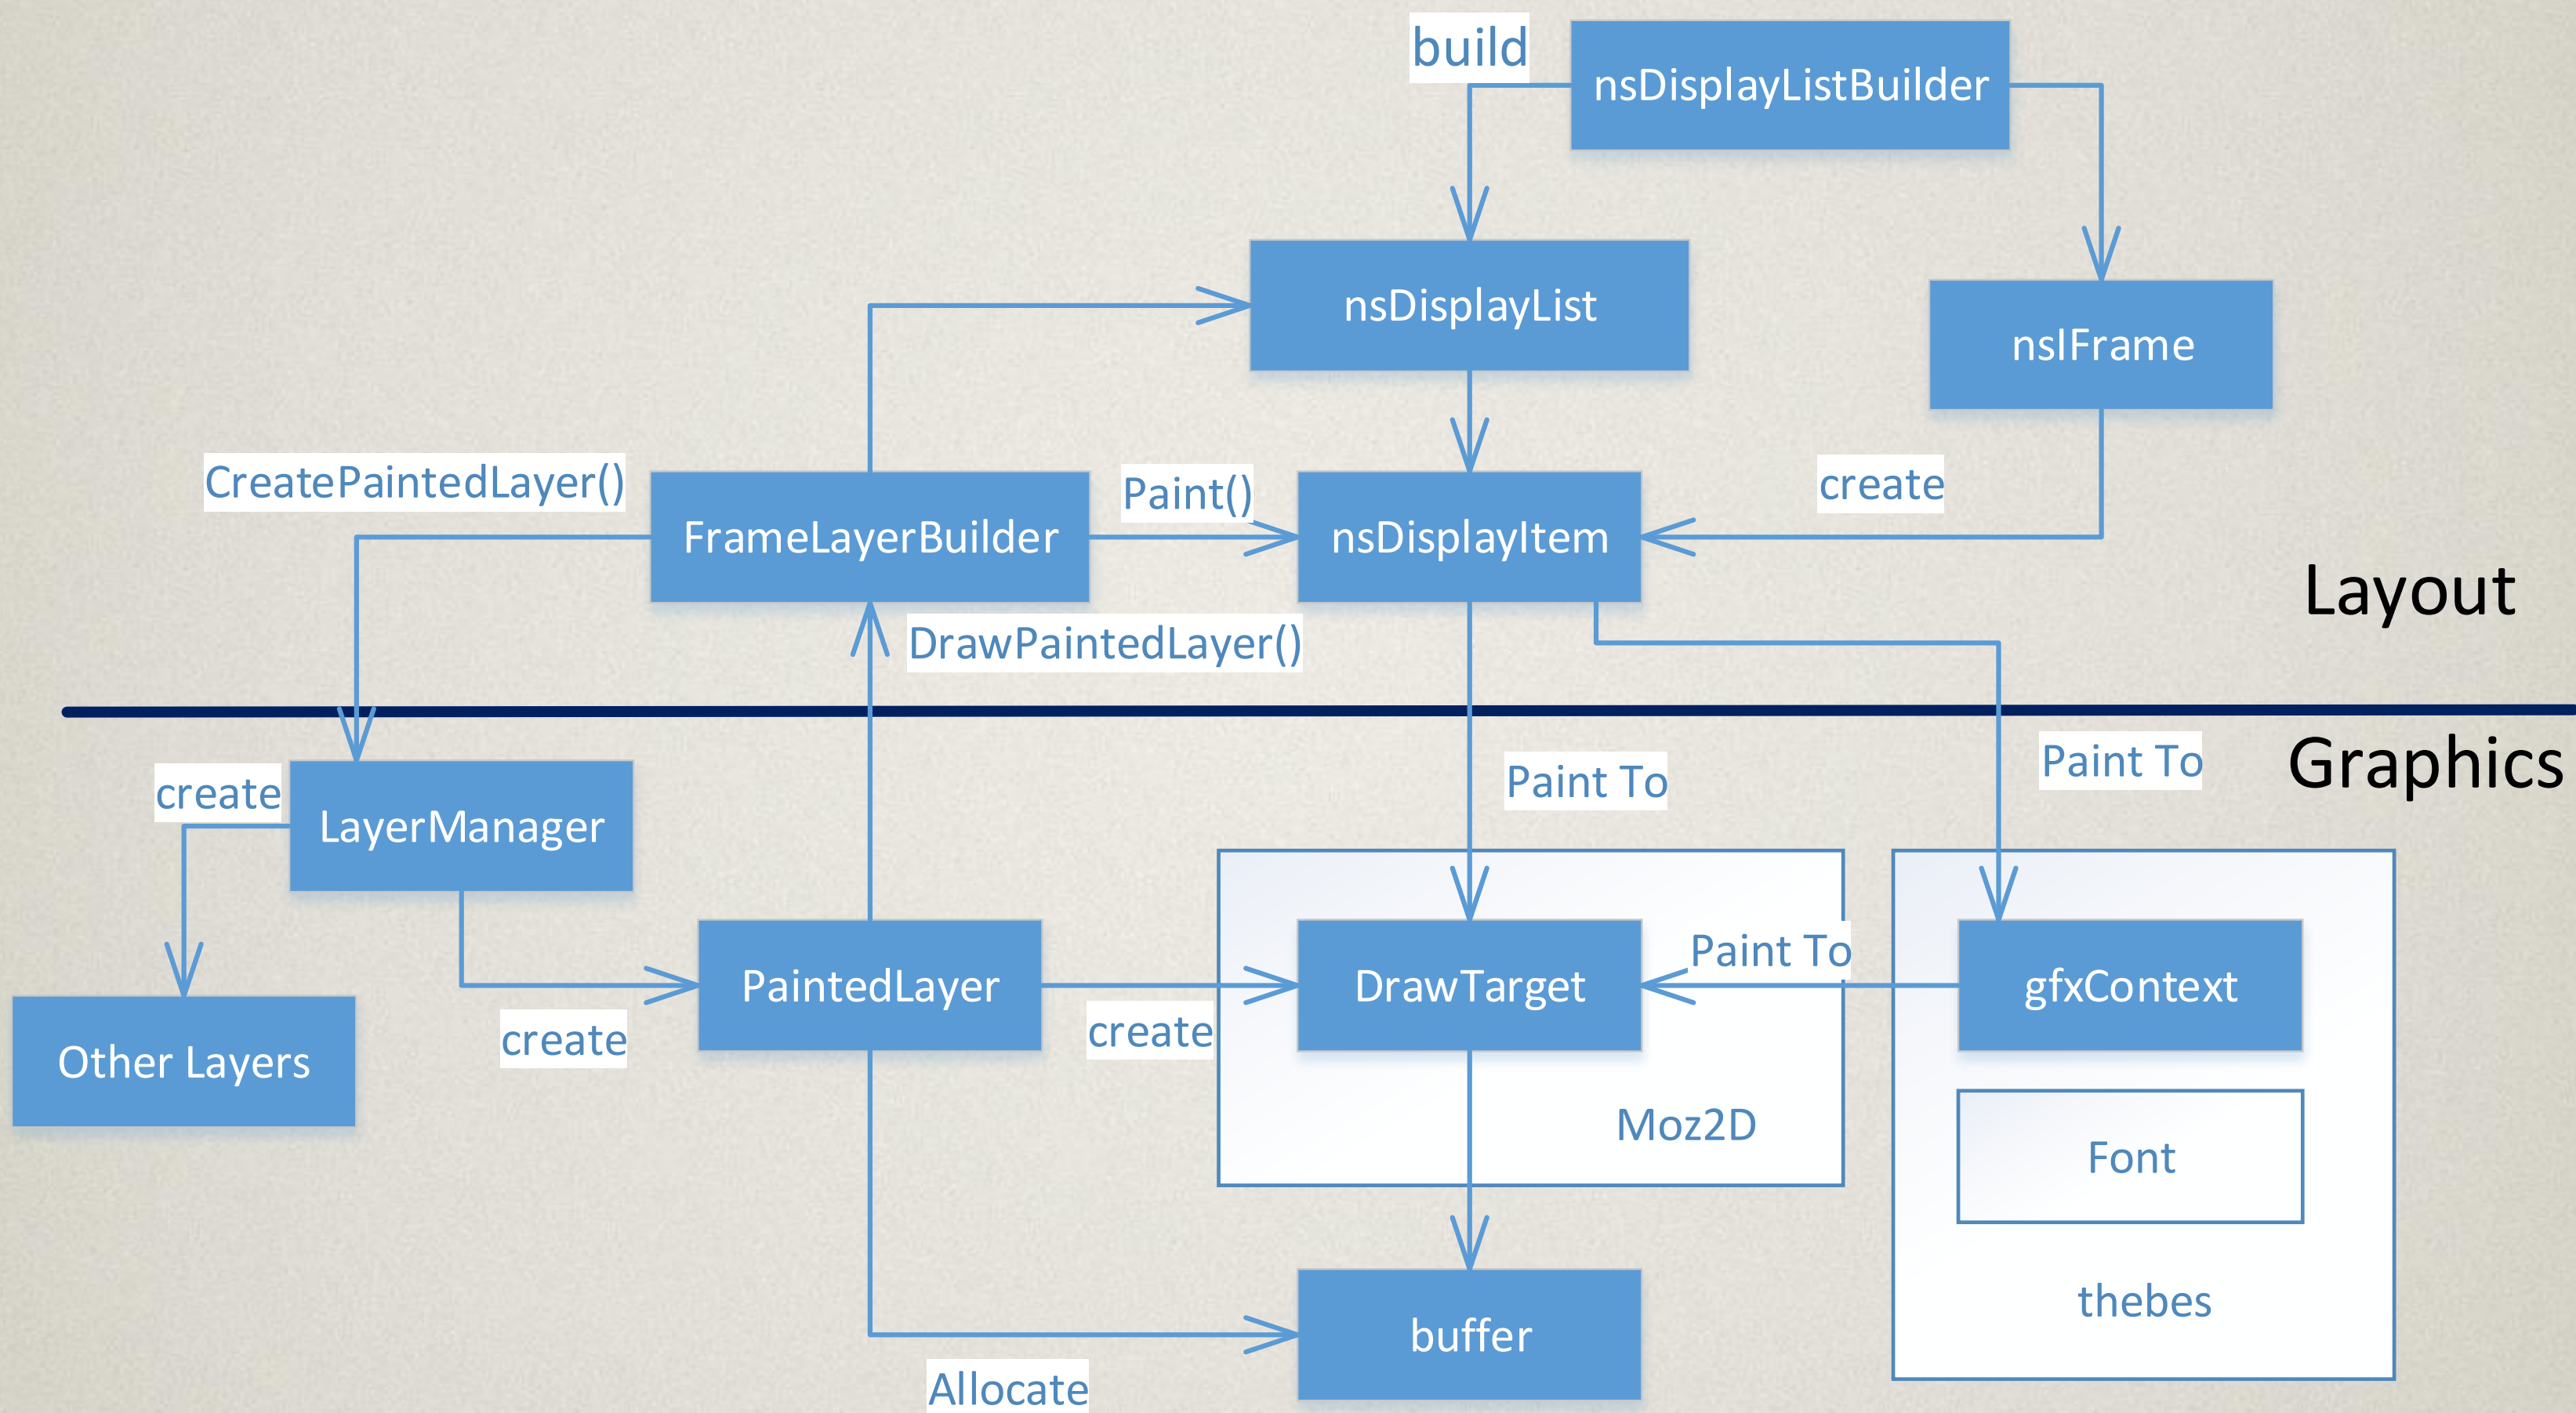 build
nsDisplayListBuilder
nsDisplayList
nsIFrame
CreatePaintedLayer()
Paint()
create
FrameLayerBuilder
nsDisplayItem
Layout
DrawPaintedLayer()
Graphics
create
Paint To
Paint To
LayerManager
Paint To
PaintedLayer
DrawTarget
gfxContext
create
create
Other Layers
Moz2D
Font
thebes
buffer
Allocate